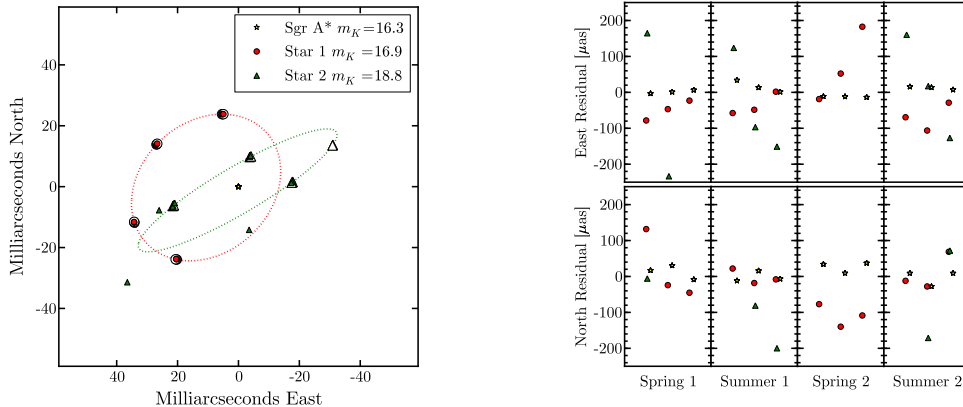 Sgr A* m_K=16.3
Star 1 m_K=16.9
Star 2 m_K =18.8
40
20
0
-20
-40
40 20 0 -20 -40
Milliarcseconds North
Milliarcseconds East
200
100
0
-100
-200
East Residual [μas]
200
100
0
-100
-200
North Residual [μas]
Spring 1 Summer 1 Spring 2 Summer 2